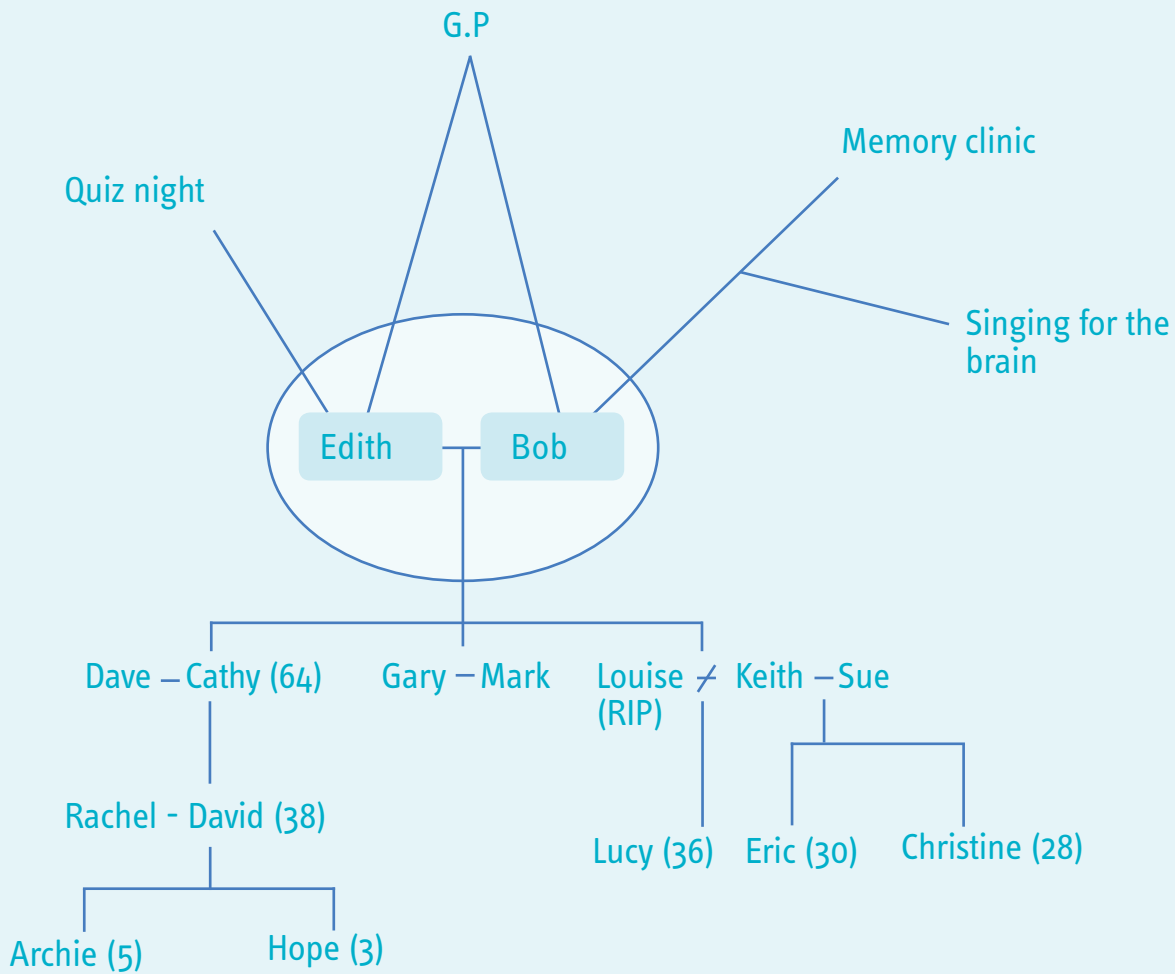 G.P
Memory clinic
Quiz night
Singing for the
brain
Edith
Bob
Dave – Cathy (64)
Gary – Mark
Louise
(RIP)
Keith – Sue
Rachel - David (38)
Lucy (36)
Eric (30)
Christine (28)
Archie (5)
Hope (3)